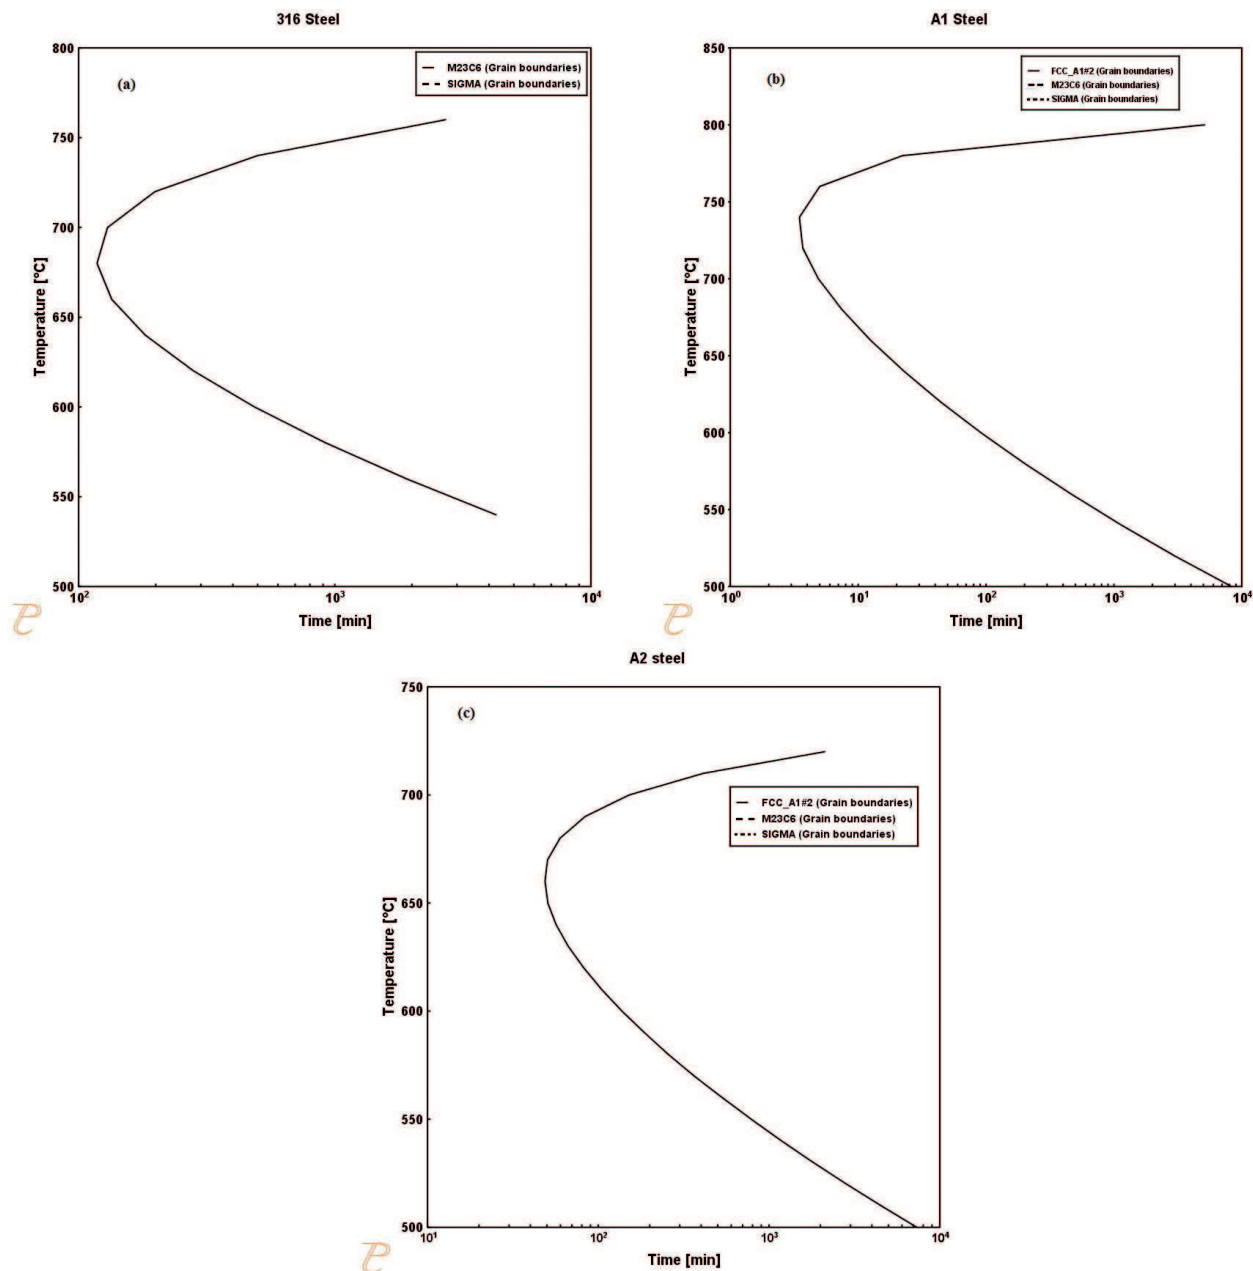 316 Steel
(a)
M23C6 (Grain boundaries)
SIGMA (Grain boundaries)
800
750
700
650
600
550
500
Temperature [°C]
10²
10³
10⁴
Time [min]
A1 Steel
(b)
FCC_A1#2 (Grain boundaries)
M23C6 (Grain boundaries)
SIGMA (Grain boundaries)
850
800
750
700
650
600
550
500
Temperature [°C]
10⁰
10¹
10²
10³
10⁴
Time [min]
A2 steel
(c)
FCC_A1#2 (Grain boundaries)
M23C6 (Grain boundaries)
SIGMA (Grain boundaries)
750
700
650
600
550
500
Temperature [°C]
10¹
10²
10³
10⁴
Time [min]